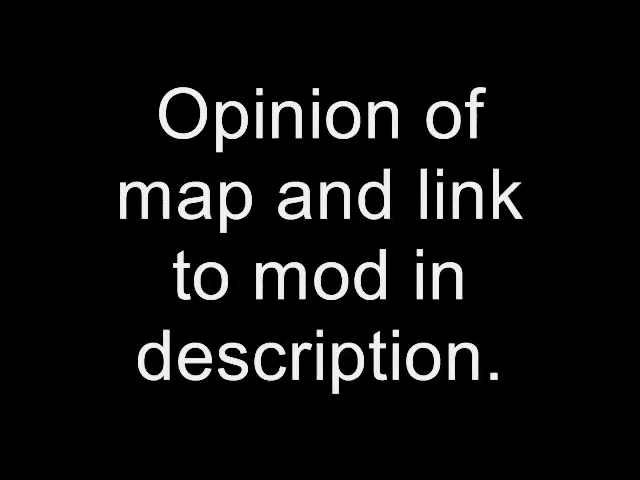 Opinion of
map and link
to mod in
description.